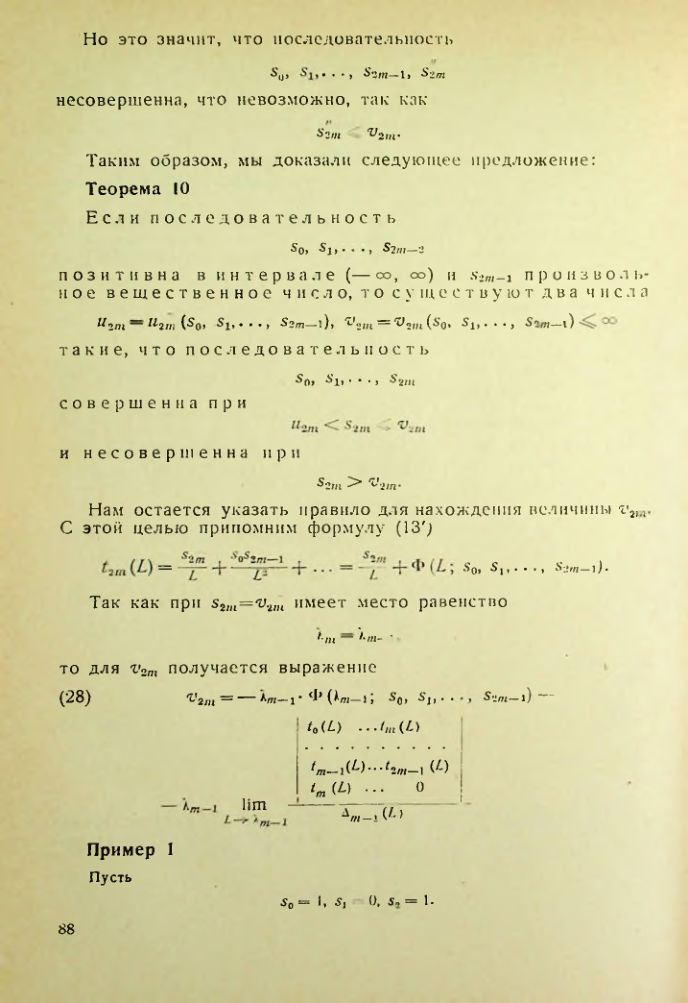 Но это значит, что последовательность
s₀, s₁, . . ., s₂ₘ₋₁, s″₂ₘ
несовершенна, что невозможно, так как
s″₂ₘ < v₂ₘ.
Таким образом, мы доказали следующее предложение:
Теорема 10
Если последовательность
s₀, s₁, . . ., s₂ₘ₋₂
позитивна в интервале (— ∞, ∞) и s₂ₘ₋₁ произволь-
ное вещественное число, то существуют два числа
u₂ₘ = u₂ₘ (s₀, s₁, . . ., s₂ₘ₋₁), v₂ₘ = v₂ₘ (s₀, s₁, . . ., s₂ₘ₋₁) ≤ ∞
такие, что последовательность
s₀, s₁, . . ., s₂ₘ
совершенна при
u₂ₘ < s₂ₘ v₂ₘ
и несовершенна при
s₂ₘ > v₂ₘ.
Нам остается указать правило для нахождения величины v₂ₘ.
С этой целью припомним формулу (13′)
t₂ₘ (L) = s₂ₘ/L + s₀s₂ₘ₋₁/L² + ... = s₂ₘ/L + Φ (L; s₀, s₁, . . ., s₂ₘ₋₁).
Так как при s₂ₘ = v₂ₘ имеет место равенство
то для v₂ₘ получается выражение
(28) v₂ₘ = — λₘ₋₁ · Φ (λₘ₋₁; s₀, s₁, . . ., s₂ₘ₋₁) —
| t₀(L) ...tₘ(L) |
| . . . . . . . . . . |
| tₘ₋₁(L)...t₂ₘ₋₁ (L) |
| tₘ (L) ... 0 |
— λₘ₋₁ lim
L→λₘ₋₁ Δₘ₋₁ (L)
Пример 1
Пусть
s₀ = 1, s₁ 0, s₂ = 1.
88